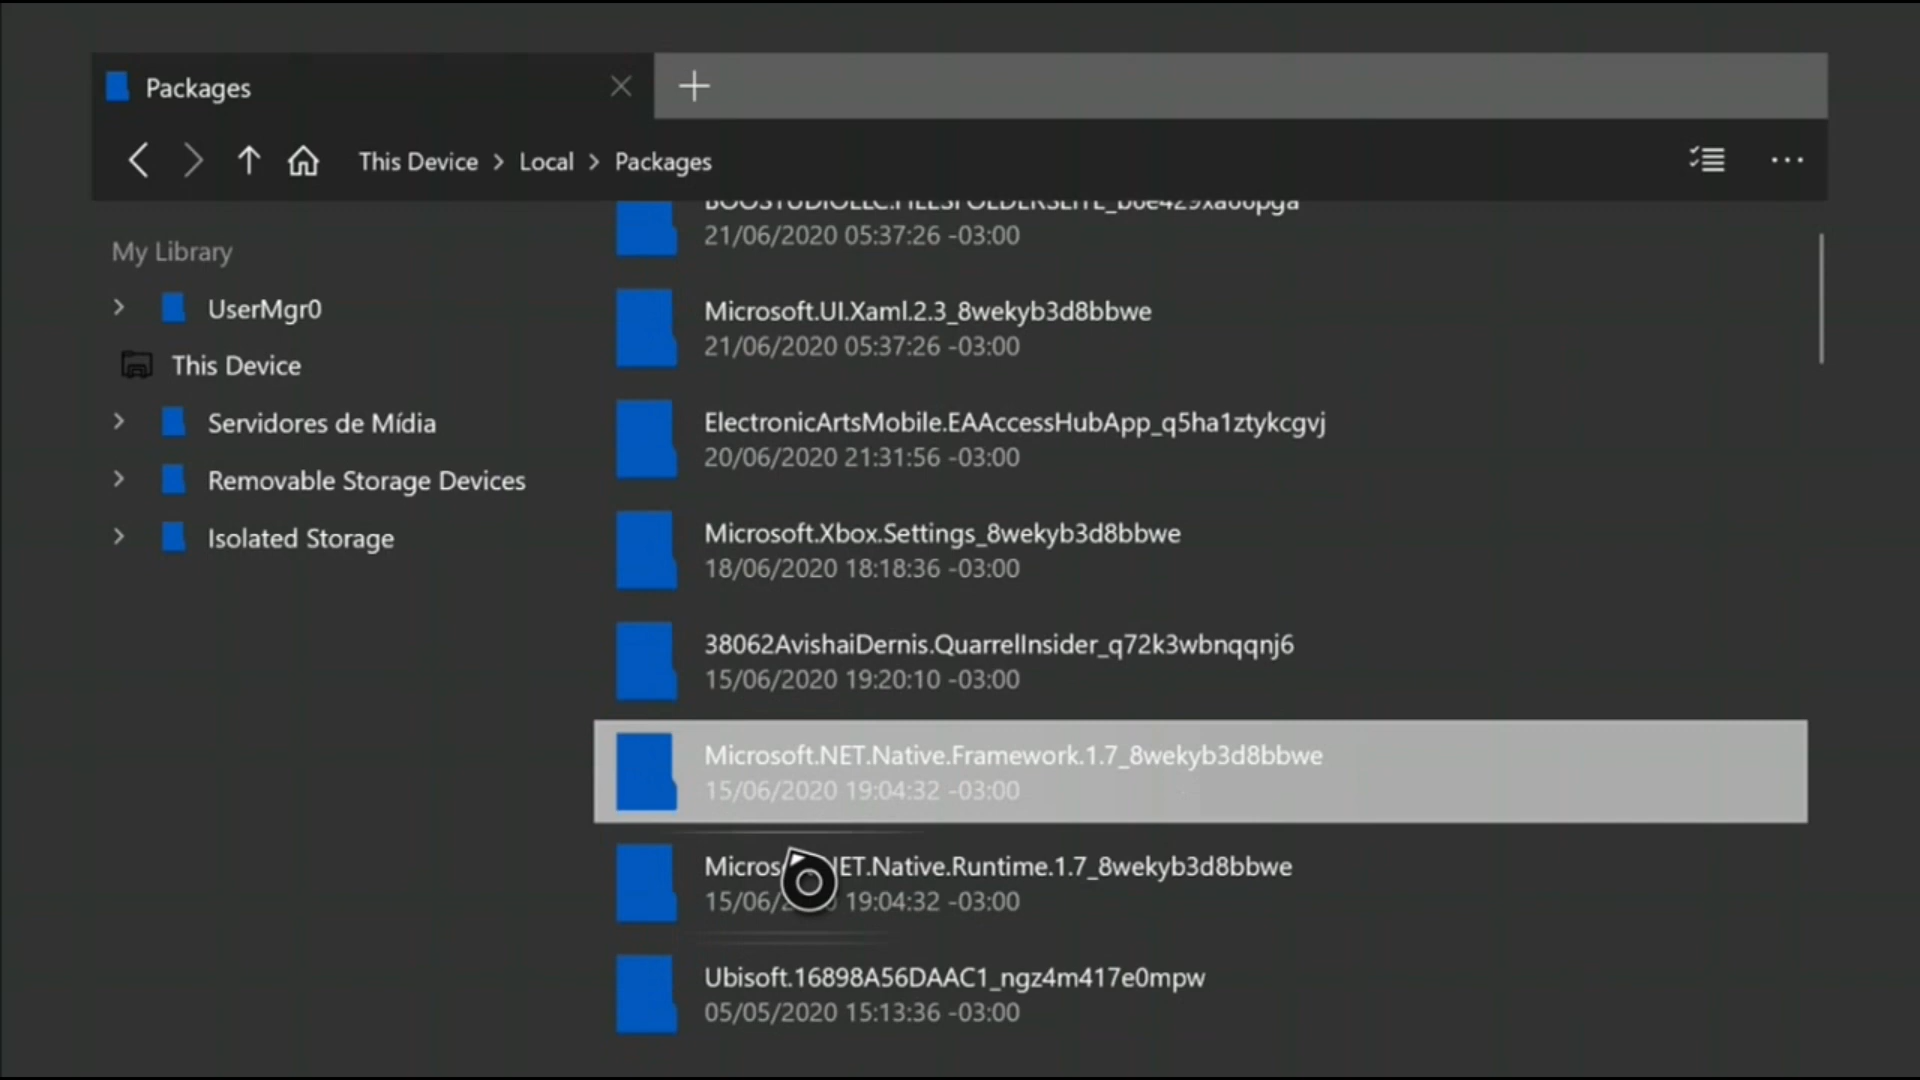 Packages
This Device > Local > Packages
My Library
UserMgr0
This Device
Servidores de Mídia
Removable Storage Devices
Isolated Storage
21/06/2020 05:37:26 -03:00
Microsoft.UI.Xaml.2.3_8wekyb3d8bbwe
21/06/2020 05:37:26 -03:00
ElectronicArtsMobile.EAAccessHubApp_q5ha1ztykcgvj
20/06/2020 21:31:56 -03:00
Microsoft.Xbox.Settings_8wekyb3d8bbwe
18/06/2020 18:18:36 -03:00
38062AvishaiDernis.QuarrelInsider_q72k3wbnqqnj6
15/06/2020 19:20:10 -03:00
Microsoft.NET.Native.Framework.1.7_8wekyb3d8bbwe
15/06/2020 19:04:32 -03:00
Micros ET.Native.Runtime.1.7_8wekyb3d8bbwe
15/06/2 19:04:32 -03:00
Ubisoft.16898A56DAAC1_ngz4m417e0mpw
05/05/2020 15:13:36 -03:00